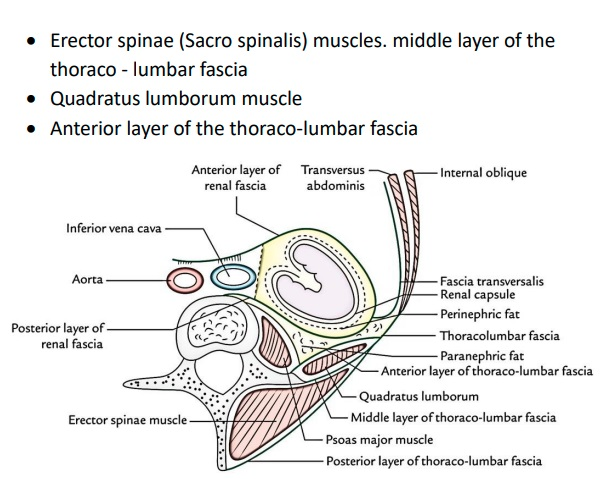 • Erector spinae (Sacro spinalis) muscles. middle layer of the
thoraco - lumbar fascia
• Quadratus lumborum muscle
• Anterior layer of the thoraco-lumbar fascia
Anterior layer of
renal fascia
Transversus
abdominis
Internal oblique
Inferior vena cava
Aorta
Fascia transversalis
Renal capsule
Perinephric fat
Posterior layer of
renal fascia
Thoracolumbar fascia
Paranephric fat
Anterior layer of thoraco-lumbar fascia
Quadratus lumborum
Erector spinae muscle
Middle layer of thoraco-lumbar fascia
Psoas major muscle
Posterior layer of thoraco-lumbar fascia